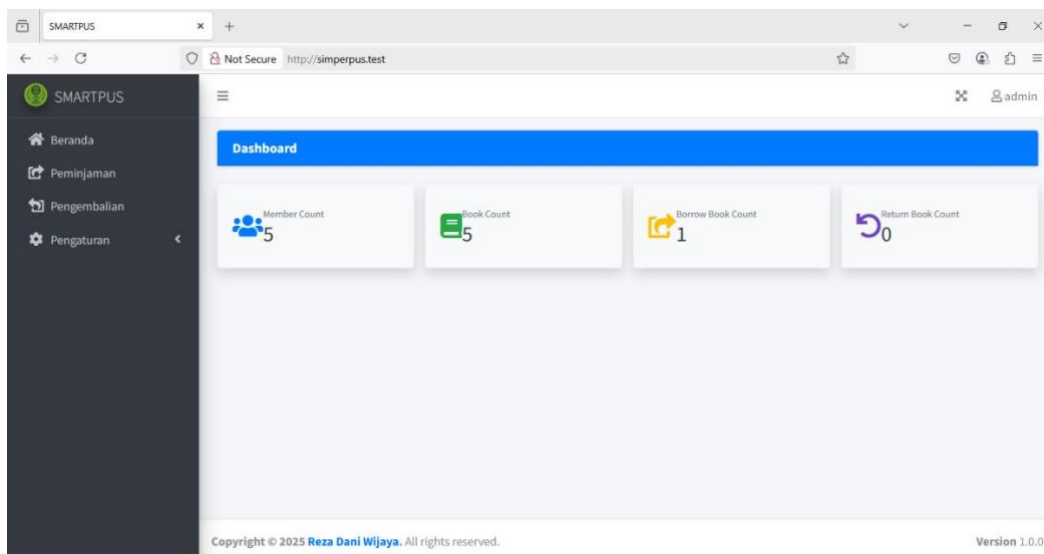 SMARTPUS
Not Secure http://simperpus.test
SMARTPUS
admin
Beranda
Peminjaman
Pengembalian
Pengaturan
Dashboard
Member Count
5
Book Count
5
Borrow Book Count
1
Return Book Count
0
Copyright © 2025 Reza Dani Wijaya. All rights reserved.
Version 1.0.0